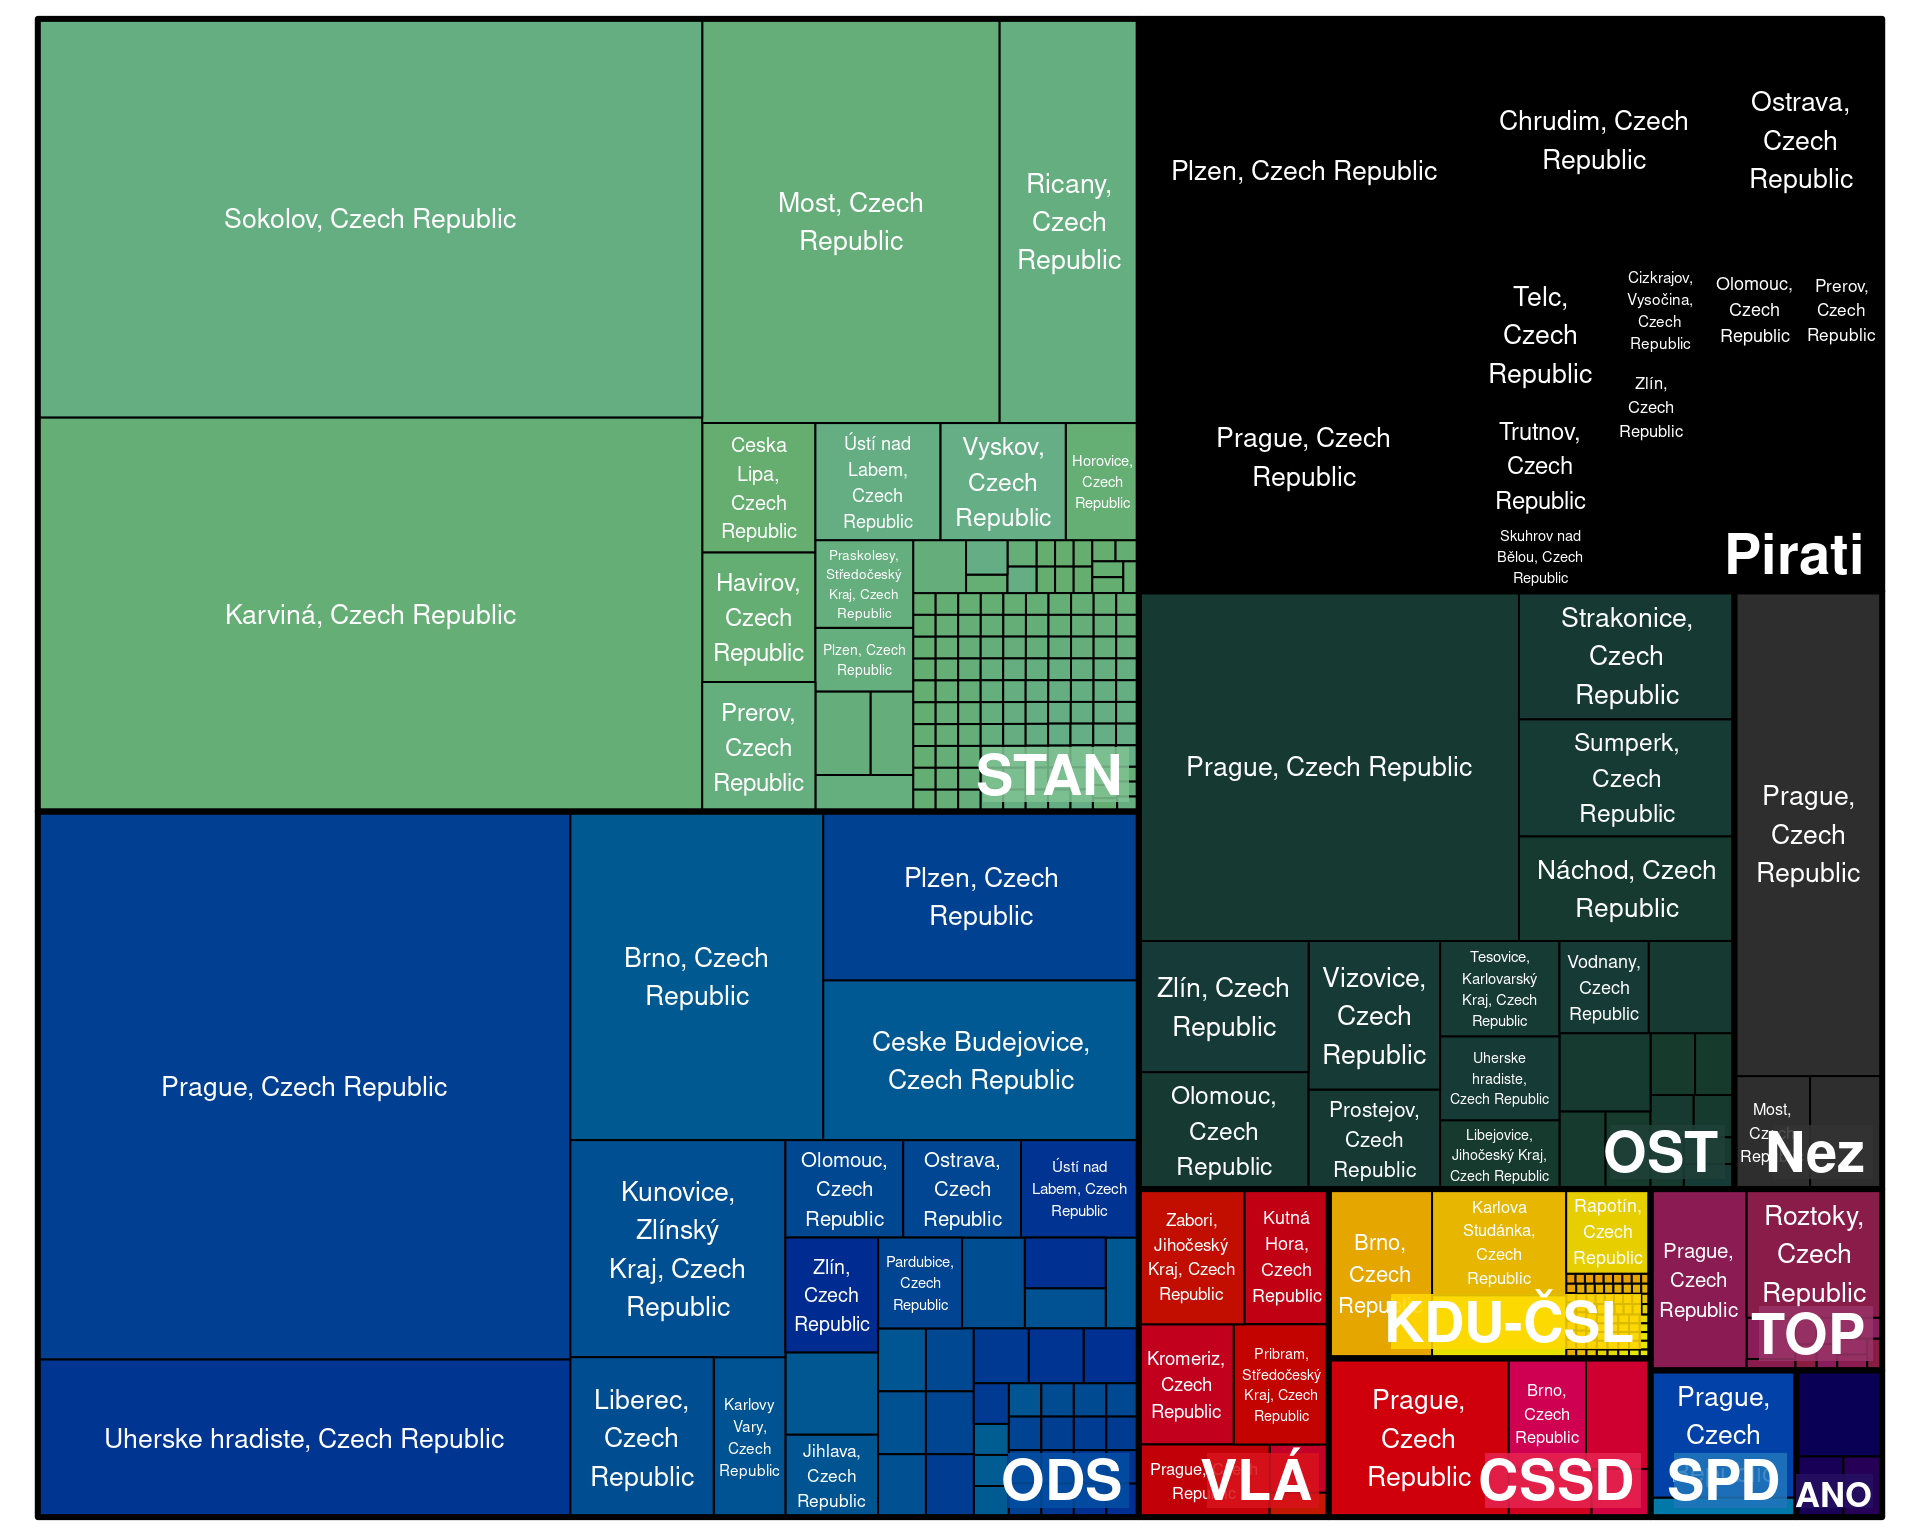 Sokolov, Czech Republic
Karviná, Czech Republic
Most, Czech
Republic
Ricany,
Czech
Republic
Ceska
Lipa,
Czech
Republic
Ústí nad
Labem,
Czech
Republic
Vyskov,
Czech
Republic
Horovice,
Czech
Republic
Havirov,
Czech
Republic
Praskolesy,
Středočeský
Kraj, Czech
Republic
Plzen, Czech
Republic
Prerov,
Czech
Republic
STAN
Plzen, Czech Republic
Chrudim, Czech
Republic
Ostrava,
Czech
Republic
Prague, Czech
Republic
Telc,
Czech
Republic
Cizkrajov,
Vysočina,
Czech
Republic
Olomouc,
Czech
Republic
Prerov,
Czech
Republic
Zlín,
Czech
Republic
Trutnov,
Czech
Republic
Skuhrov nad
Bělou, Czech
Republic
Pirati
Prague, Czech Republic
Strakonice,
Czech
Republic
Sumperk,
Czech
Republic
Náchod, Czech
Republic
Zlín, Czech
Republic
Olomouc,
Czech
Republic
Vizovice,
Czech
Republic
Prostejov,
Czech
Republic
Tesovice,
Karlovarský
Kraj, Czech
Republic
Uherske
hradiste,
Czech Republic
Libejovice,
Jihočeský Kraj,
Czech Republic
Vodnany,
Czech
Republic
OST
Prague,
Czech
Republic
Most,
Czech
Nez
Prague, Czech Republic
Uherske hradiste, Czech Republic
Brno, Czech
Republic
Plzen, Czech
Republic
Ceske Budejovice,
Czech Republic
Kunovice,
Zlínský
Kraj, Czech
Republic
Olomouc,
Czech
Republic
Ostrava,
Czech
Republic
Ústí nad
Labem, Czech
Republic
Zlín,
Czech
Republic
Pardubice,
Czech
Republic
Liberec,
Czech
Republic
Karlovy
Vary,
Czech
Republic
Jihlava,
Czech
Republic
ODS
Zabori,
Jihočeský
Kraj, Czech
Republic
Kutná
Hora,
Czech
Republic
Kromeriz,
Czech
Republic
Pribram,
Středočeský
Kraj, Czech
Republic
Prague, Czech
VLÁ
Brno,
Czech
Karlova
Studánka,
Czech
Republic
Rapotín,
Czech
Republic
KDU-ČSL
Prague,
Czech
Republic
Roztoky,
Czech
Republic
TOP
Prague,
Czech
Republic
Brno,
Czech
Republic
CSSD
Prague,
Czech
SPD
ANO